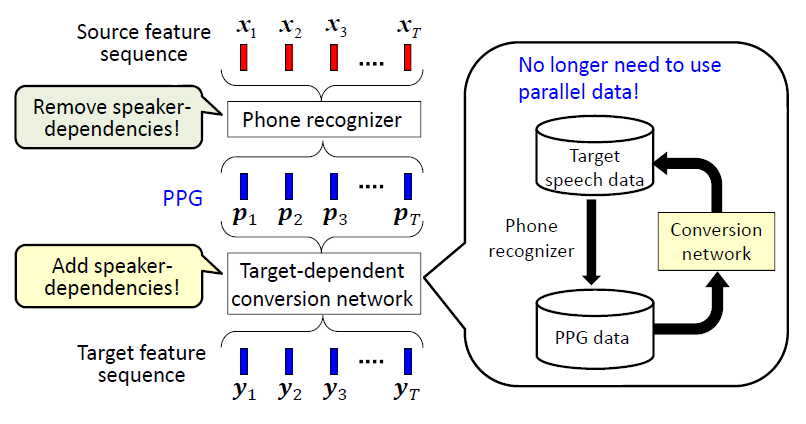 Source feature
sequence
x1 x2 x3 .... xT
Remove speaker-
dependencies!
Phone recognizer
PPG
....
p1 p2 p3 pT
Add speaker-
dependencies!
Target-dependent
conversion network
Target feature
sequence
....
y1 y2 y3 yT
No longer need to use
parallel data!
Target
speech data
Phone
recognizer
Conversion
network
PPG data